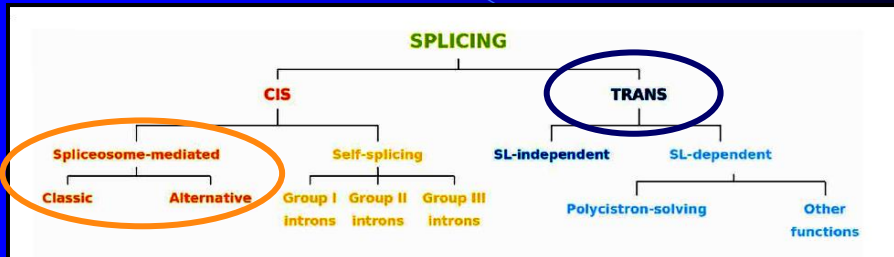 SPLICING
CIS TRANS
Spliceosome-mediated Self-splicing SL-independent SL-dependent
Classic Alternative Group I introns Group II introns Group III introns
Polycistron-solving Other functions